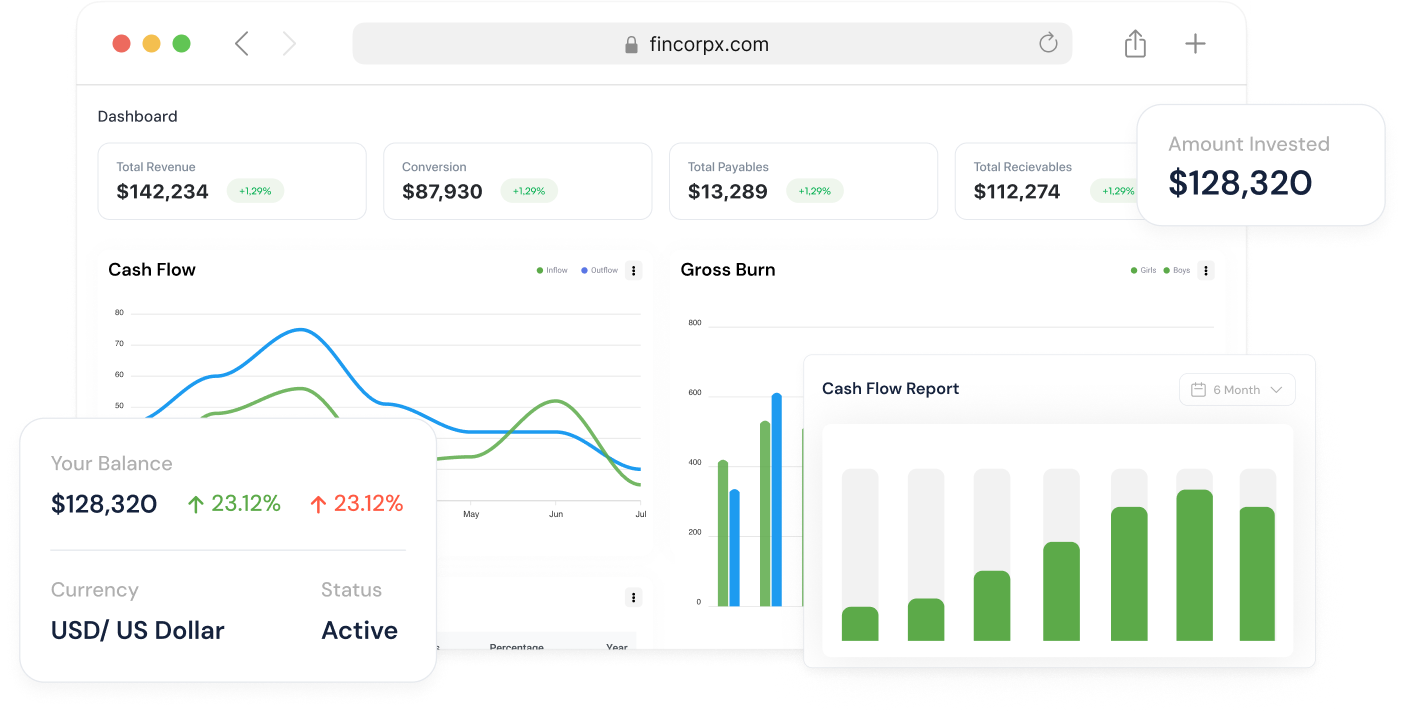 fincorpx.com
Dashboard
Total Revenue
$142,234 +1,29%
Conversion
$87,930 +1,29%
Total Payables
$13,289 +1,29%
Total Recievables
$112,274 +1,29%
Amount Invested
$128,320
Cash Flow
Inflow Outflow
80
70
60
50
May Jun Jul
Gross Burn
Girls Boys
800
600
400
200
0
Cash Flow Report
6 Month
Your Balance
$128,320 23.12% 23.12%
Currency Status
USD/ US Dollar Active
Percentage Year